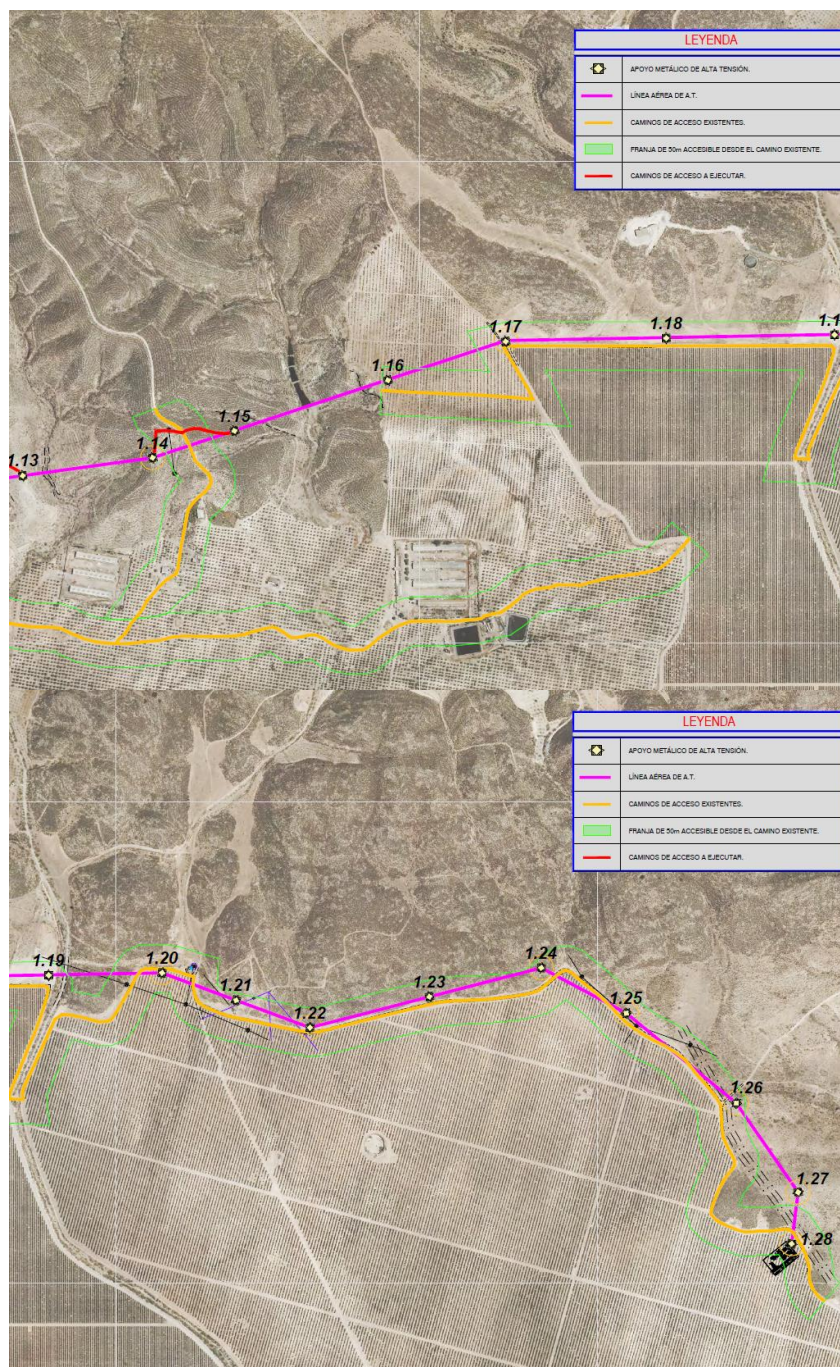 LEYENDA
APOYO METÁLICO DE ALTA TENSIÓN.
LÍNEA AÉREA DE A.T.
CAMINOS DE ACCESO EXISTENTES.
FRANJA DE 50m ACCESIBLE DESDE EL CAMINO EXISTENTE.
CAMINOS DE ACCESO A EJECUTAR.
1.17
1.18
1.1
1.16
1.15
1.14
1.13
LEYENDA
APOYO METÁLICO DE ALTA TENSIÓN.
LÍNEA AÉREA DE A.T.
CAMINOS DE ACCESO EXISTENTES.
FRANJA DE 50m ACCESIBLE DESDE EL CAMINO EXISTENTE.
CAMINOS DE ACCESO A EJECUTAR.
1.19
1.20
1.21
1.22
1.23
1.24
1.25
1.26
1.27
1.28